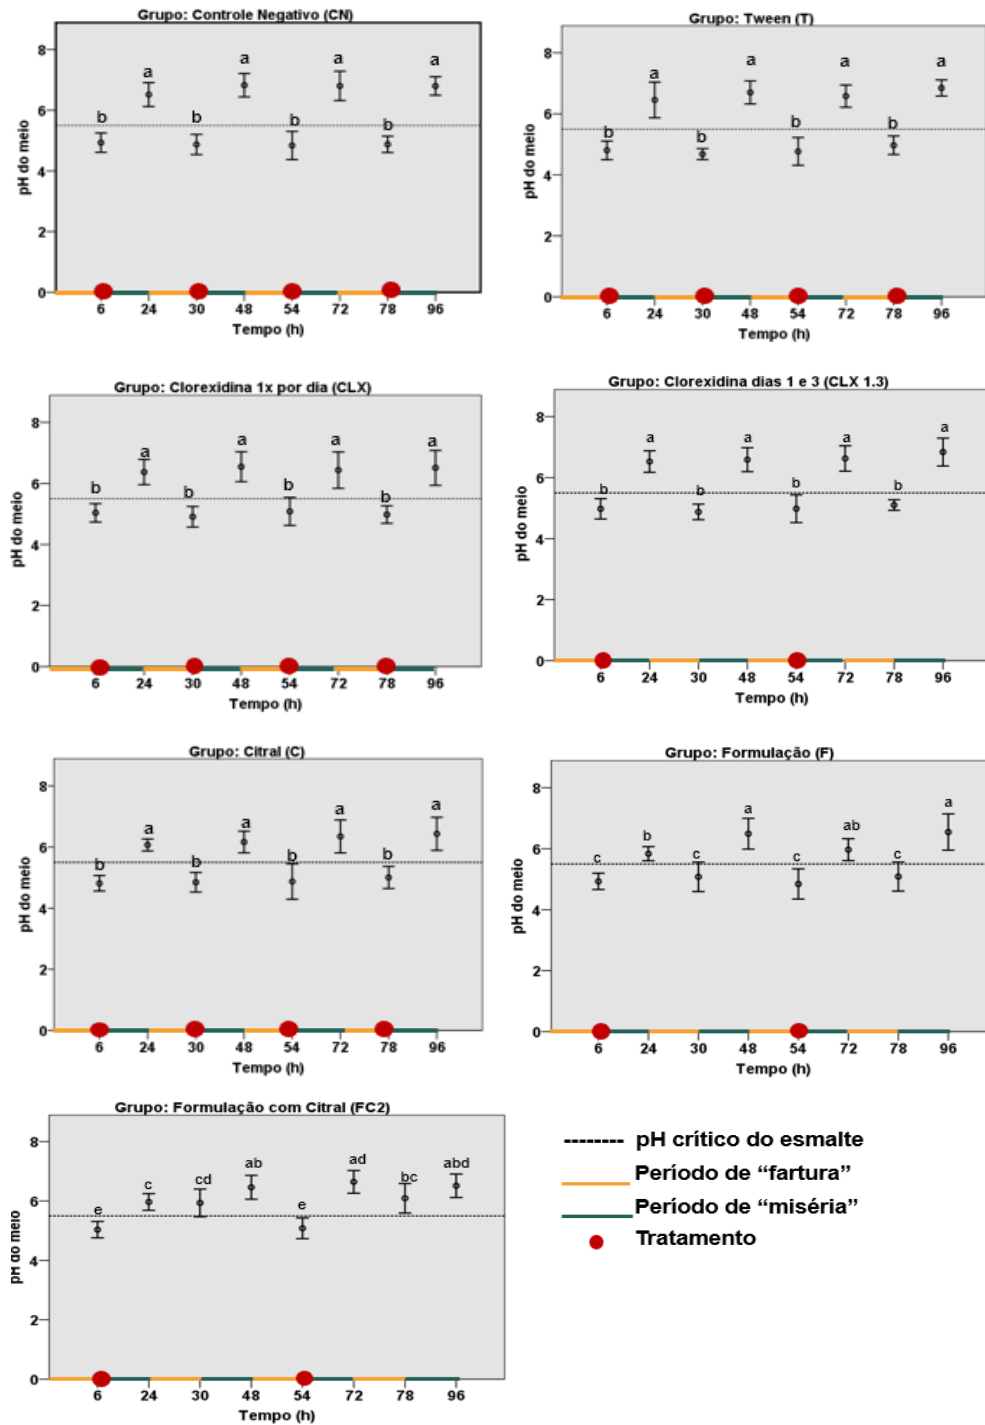 Grupo: Controle Negativo (CN)
a a a a
b b b b
8
6
4
2
0
pH do meio
6 24 30 48 54 72 78 96
Tempo (h)
Grupo: Tween (T)
a a a a
b b b b
8
6
4
2
0
pH do meio
6 24 30 48 54 72 78 96
Tempo (h)
Grupo: Clorexidina 1x por dia (CLX)
a a a a
b b b b
8
6
4
2
0
pH do meio
6 24 30 48 54 72 78 96
Tempo (h)
Grupo: Clorexidina dias 1 e 3 (CLX 1.3)
a a a a
b b b b
8
6
4
2
0
pH do meio
6 24 30 48 54 72 78 96
Tempo (h)
Grupo: Citral (C)
a a a a
b b b b
8
6
4
2
0
pH do meio
6 24 30 48 54 72 78 96
Tempo (h)
Grupo: Formulação (F)
c b c a c ab c a
8
6
4
2
0
pH do meio
6 24 30 48 54 72 78 96
Tempo (h)
Grupo: Formulação com Citral (FC2)
e c cd ab e ad bc abd
8
6
4
2
0
pH do meio
6 24 30 48 54 72 78 96
Tempo (h)
pH crítico do esmalte
Período de “fartura”
Período de “miséria”
Tratamento